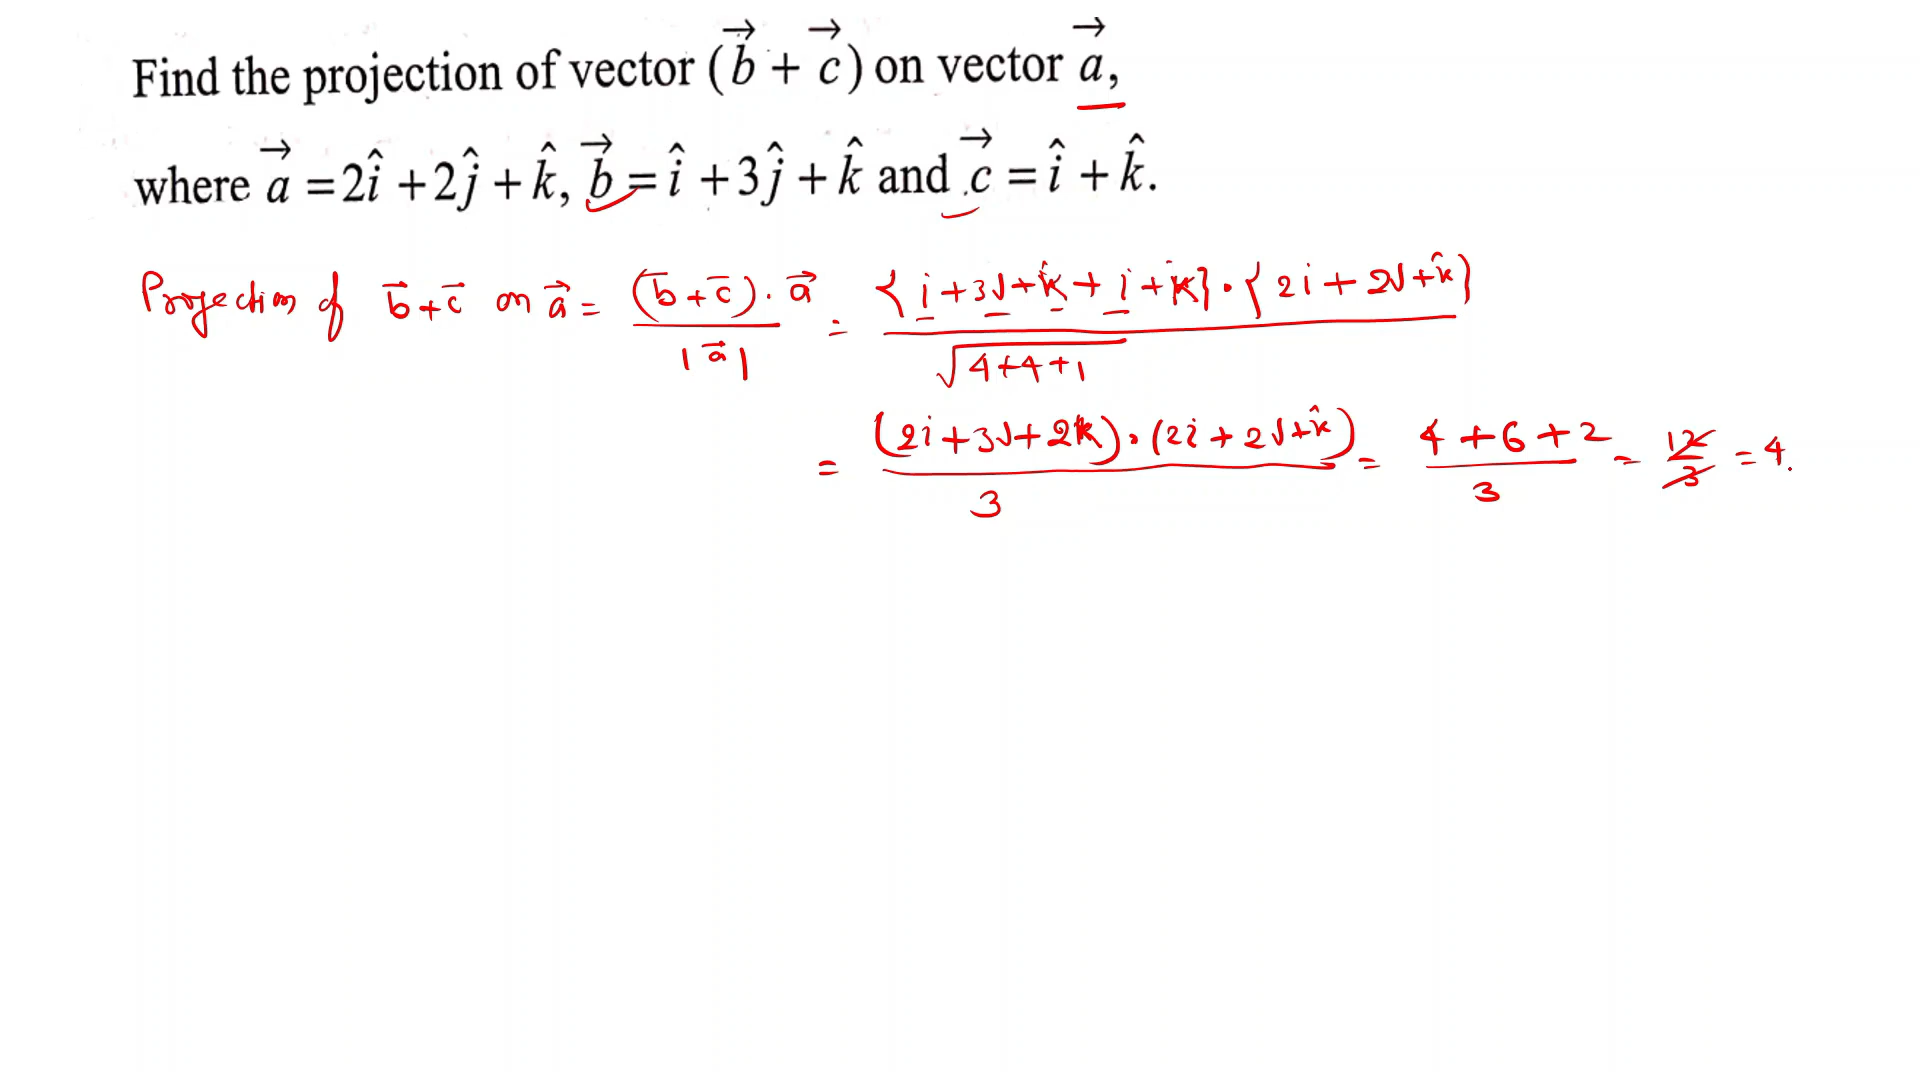 Find the projection of vector (b⃗ + c⃗) on vector a⃗,
where a⃗ = 2î + 2ĵ + k̂, b⃗ = î + 3ĵ + k̂ and c⃗ = î + k̂.
Projection of b⃗+c⃗ on a⃗ = (b⃗+c⃗)·a⃗ / |a⃗| = {i+3j+k̂+i+k}·{2i+2j+k̂} / √4+4+1
= (2i+3j+2k)·(2i+2j+k̂) / 3 = 4+6+2 / 3 = 12/3 = 4.